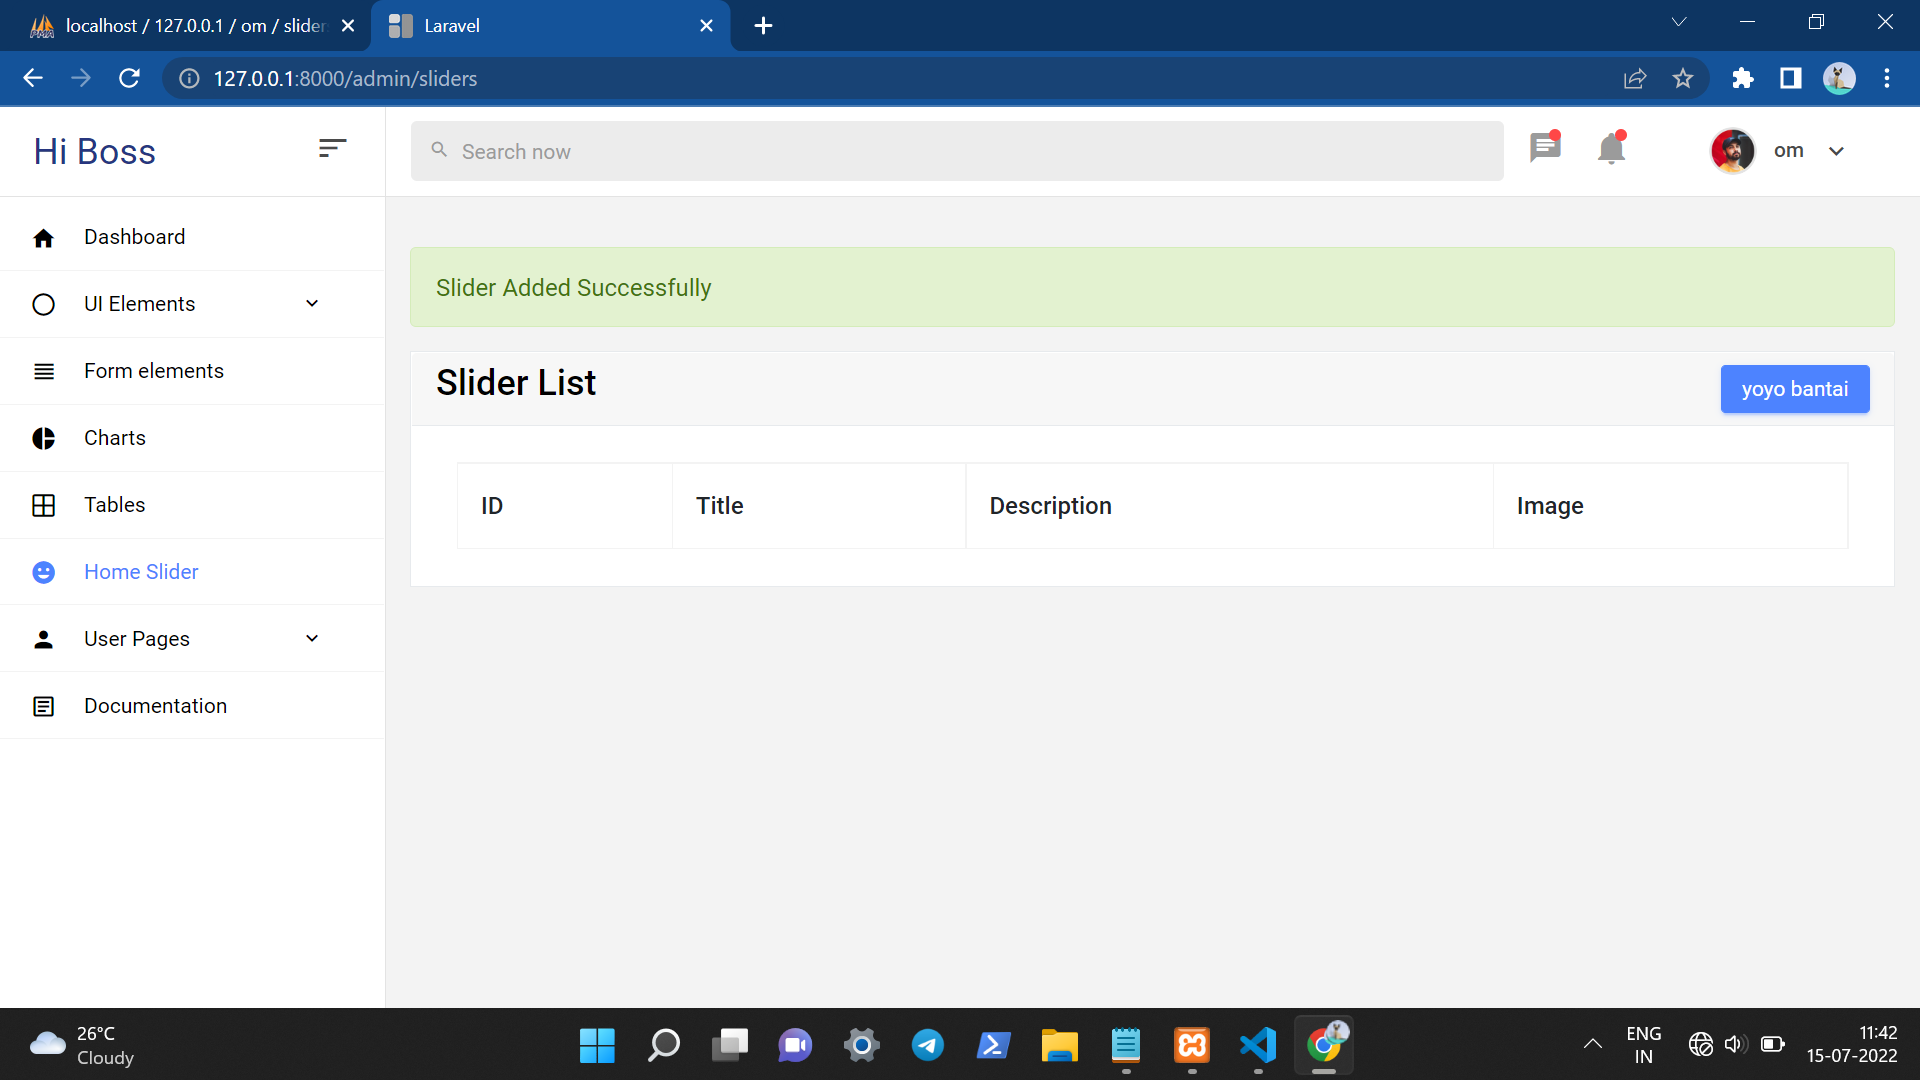 localhost / 127.0.0.1 / om / slider
Laravel
127.0.0.1:8000/admin/sliders
Hi Boss
Search now
om
Dashboard
UI Elements
Form elements
Charts
Tables
Home Slider
User Pages
Documentation
Slider Added Successfully
Slider List
yoyo bantai
ID Title Description Image
26°C
Cloudy
ENG
IN
11:42
15-07-2022